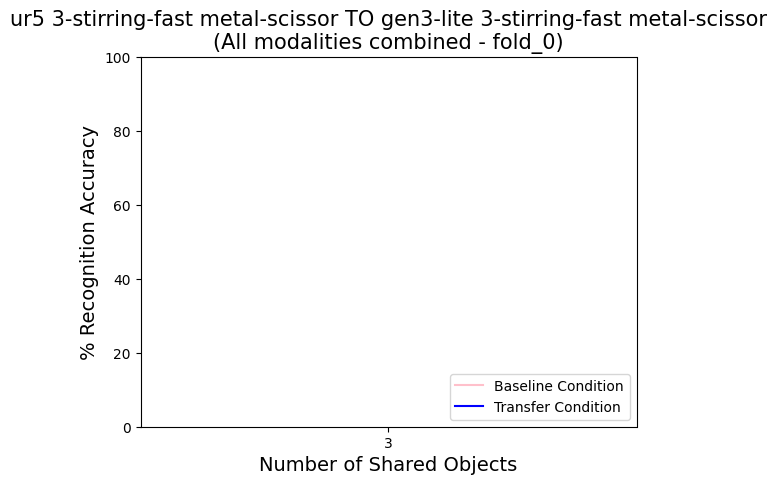 ur5 3-stirring-fast metal-scissor TO gen3-lite 3-stirring-fast metal-scissor
(All modalities combined - fold_0)
% Recognition Accuracy
100
80
60
40
20
0
Baseline Condition
Transfer Condition
3
Number of Shared Objects